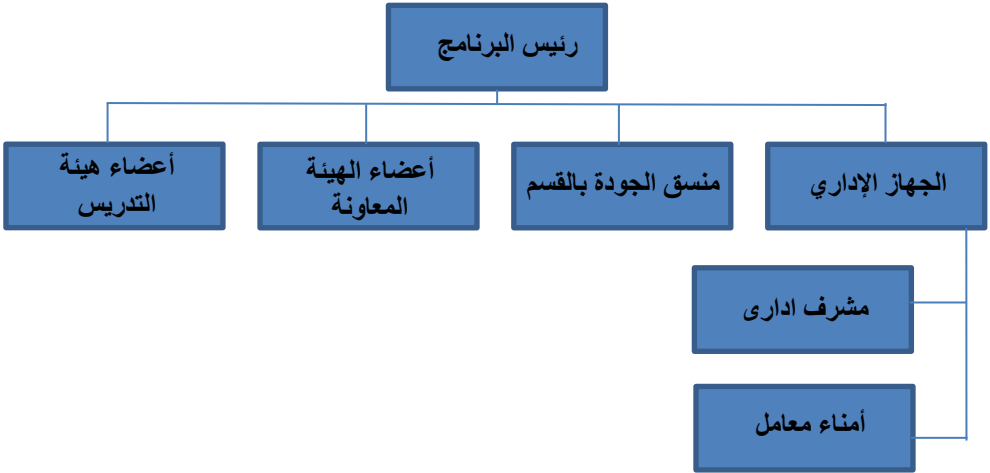 رئيس البرنامج
الجهاز الإداري
منسق الجودة بالقسم
أعضاء الهيئة
المعاونة
أعضاء هيئة
التدريس
مشرف ادارى
أمناء معامل